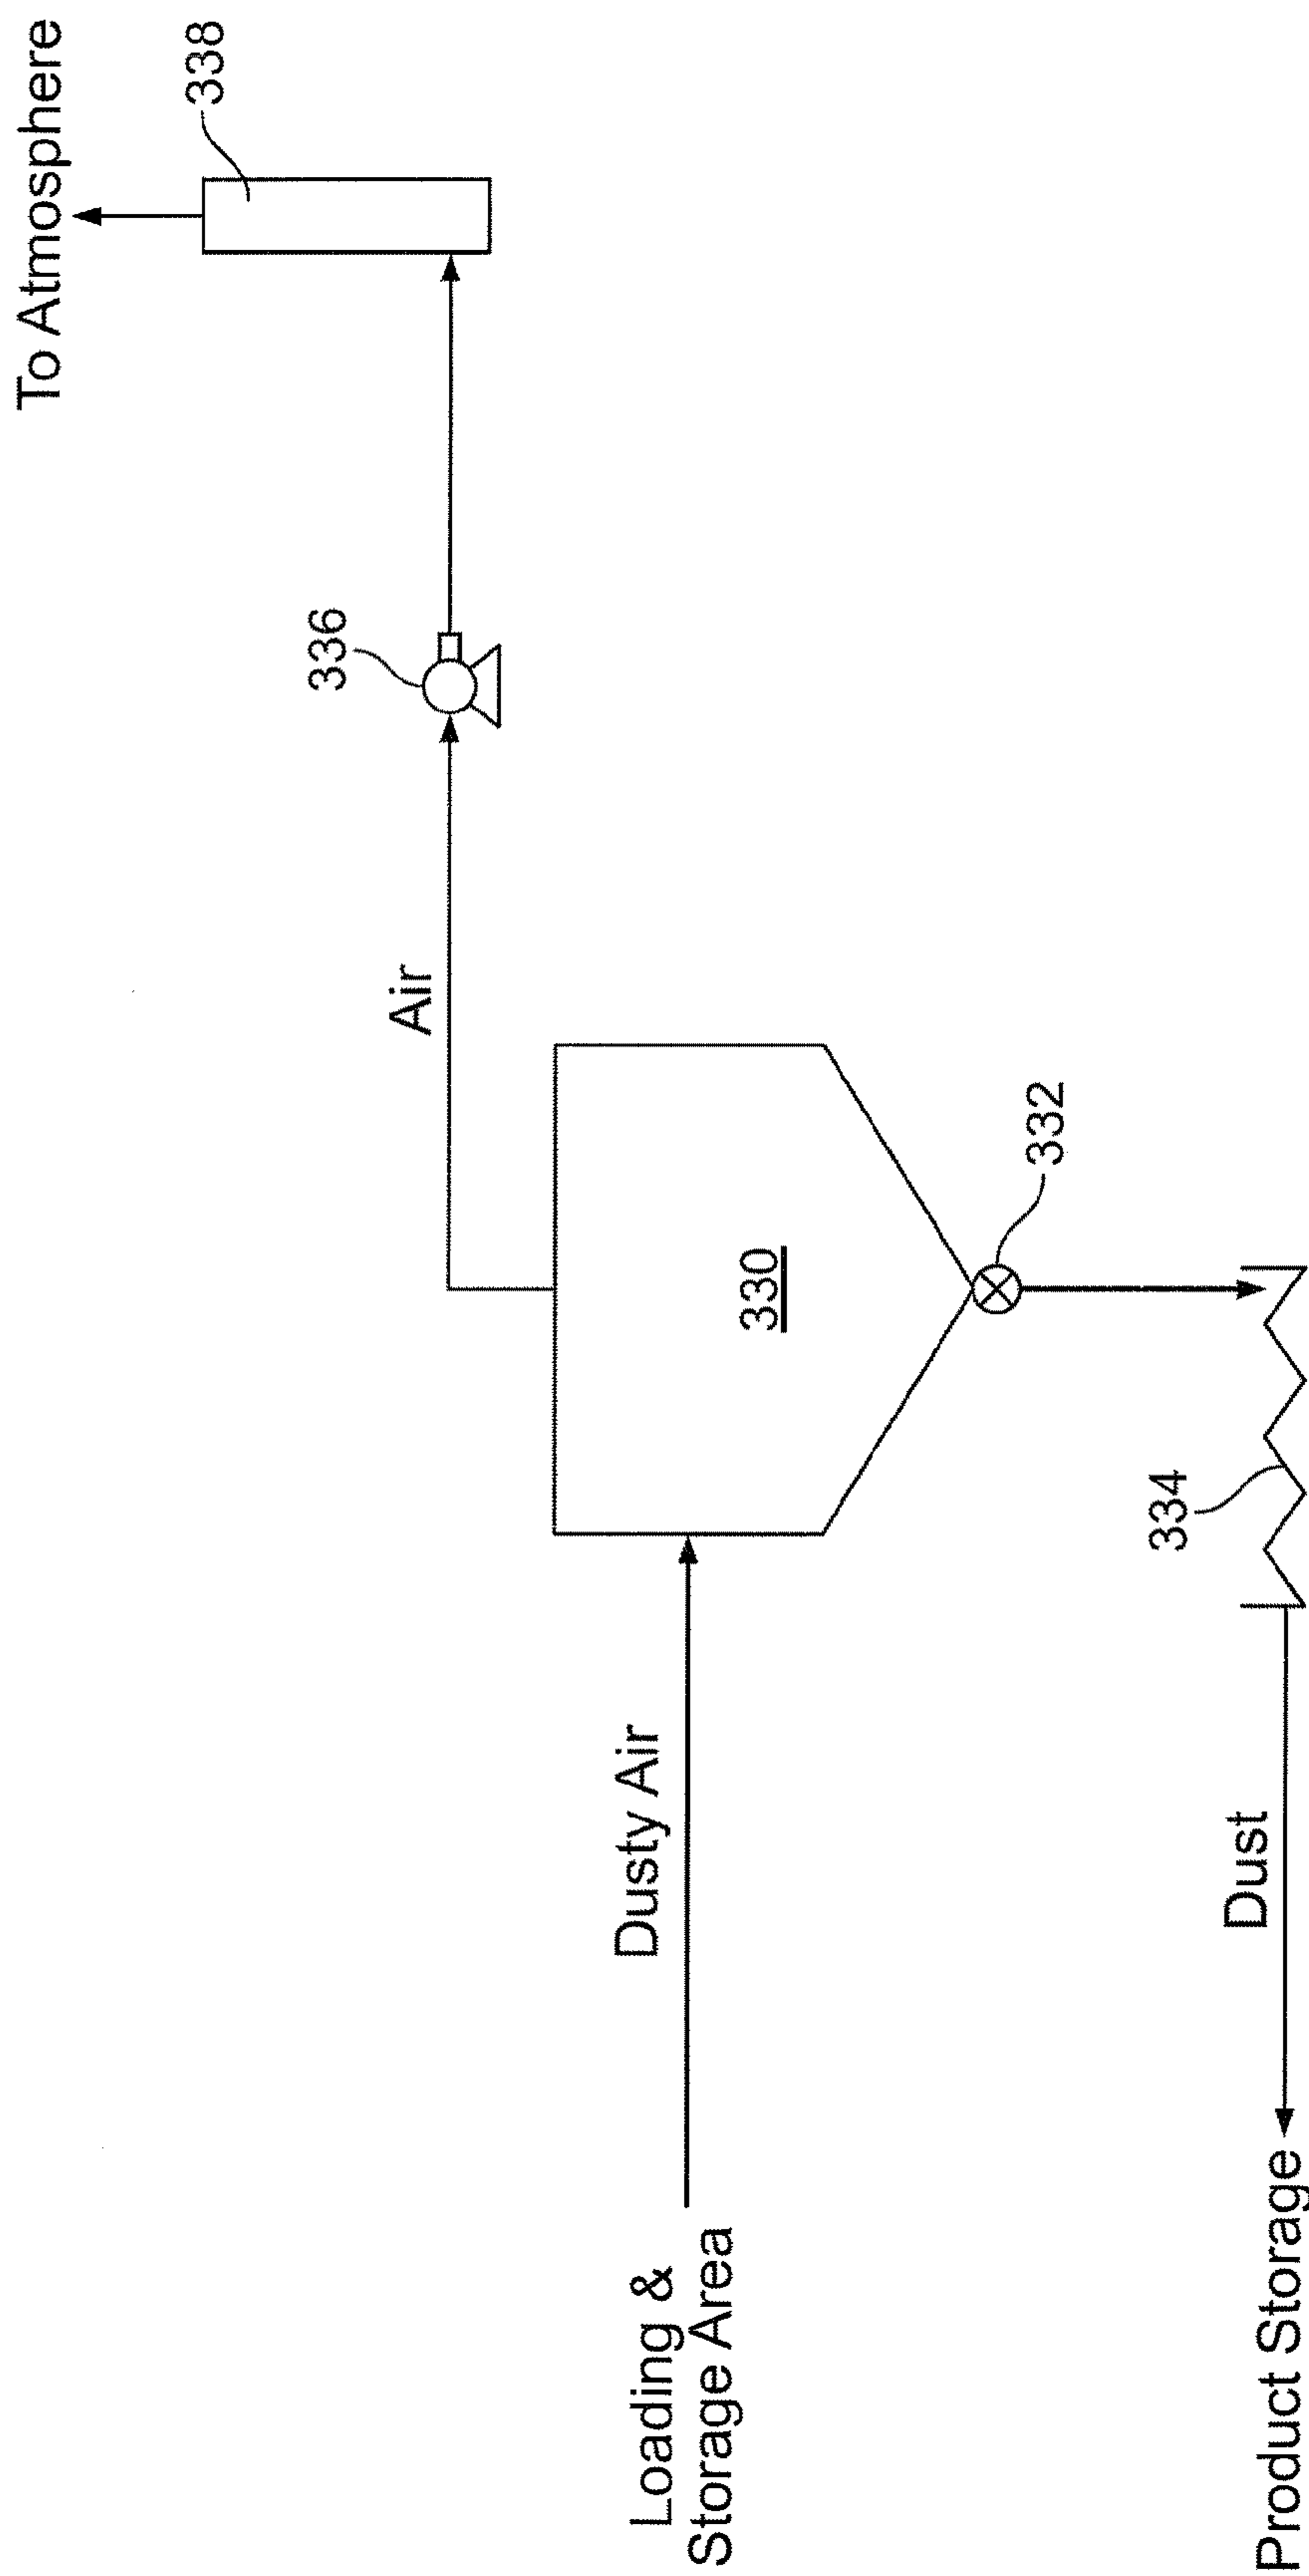 To Atmosphere
338
336
Air
330
332
Dusty Air
Loading &
Storage Area
334
Dust
Product Storage